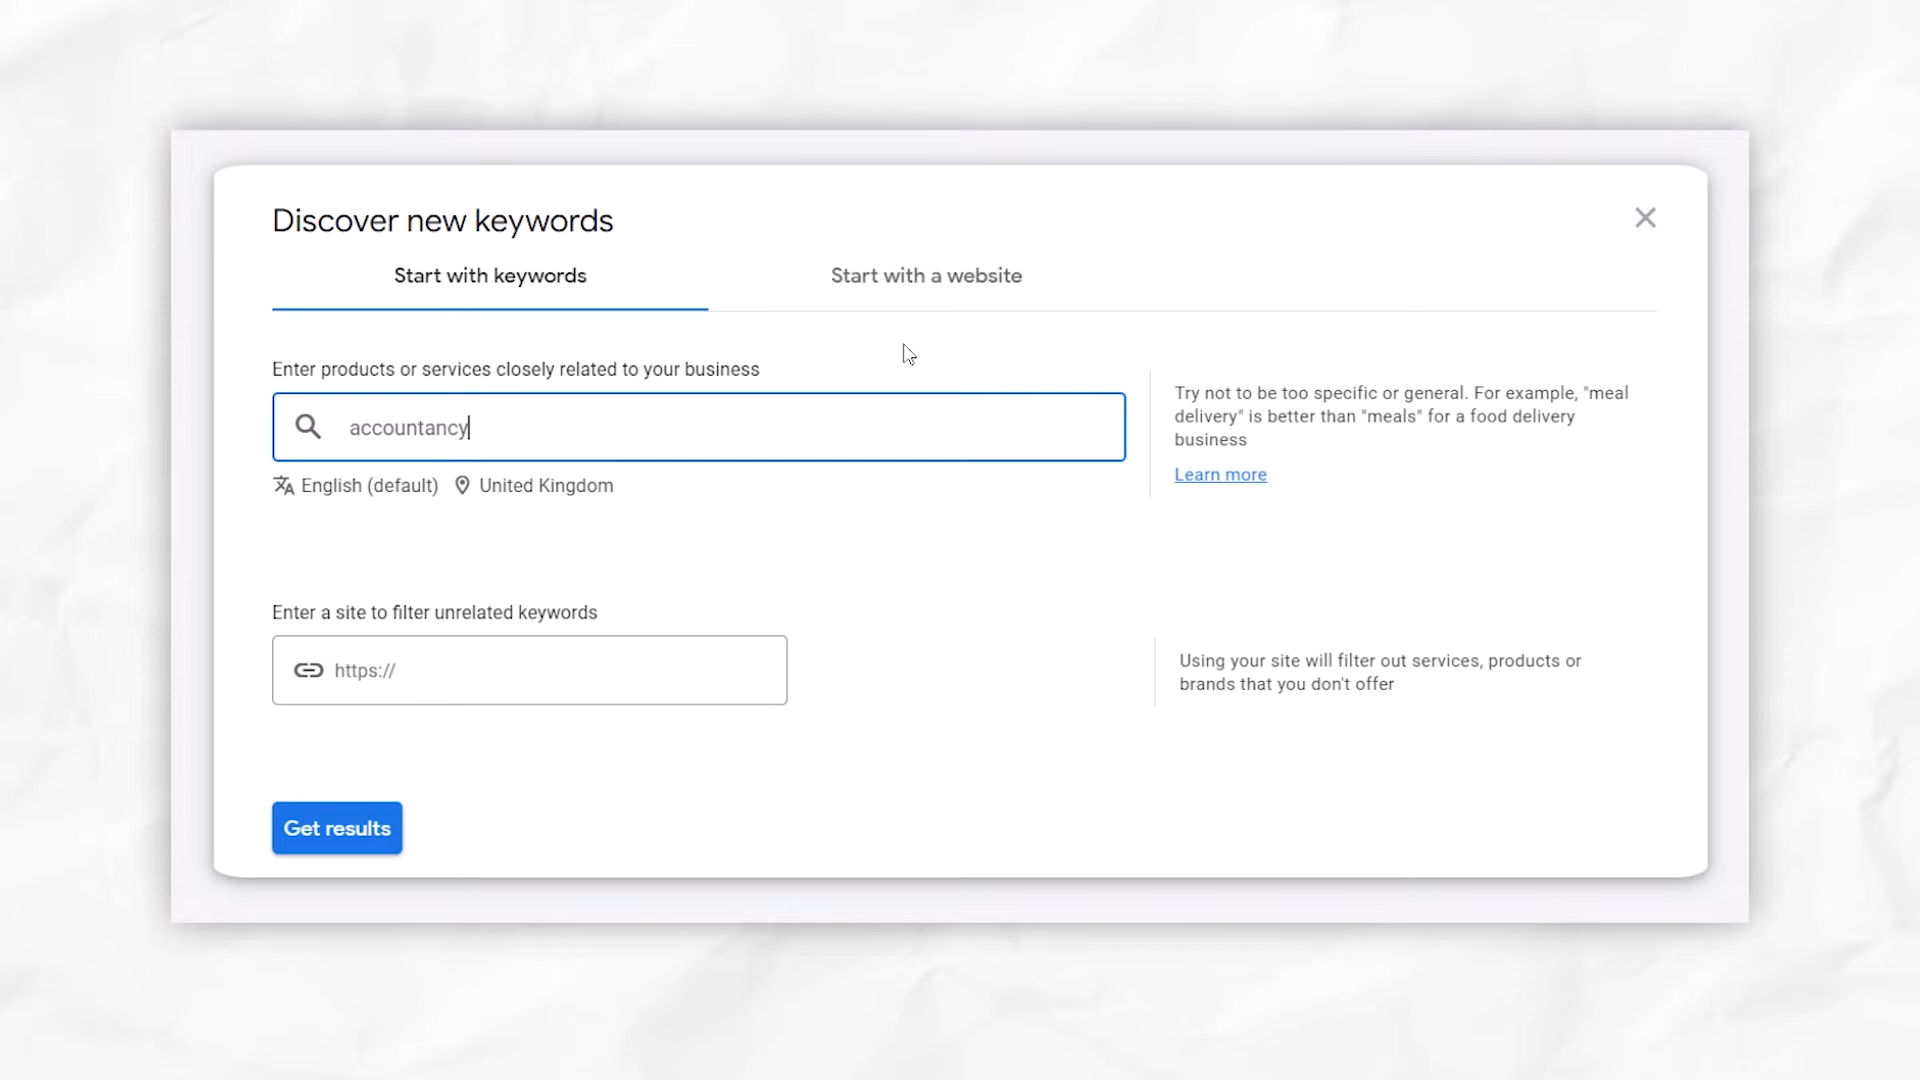 Discover new keywords
Start with keywords
Start with a website
Enter products or services closely related to your business
accountancy
English (default) United Kingdom
Try not to be too specific or general. For example, "meal
delivery" is better than "meals" for a food delivery
business
Learn more
Enter a site to filter unrelated keywords
https://
Using your site will filter out services, products or
brands that you don't offer
Get results